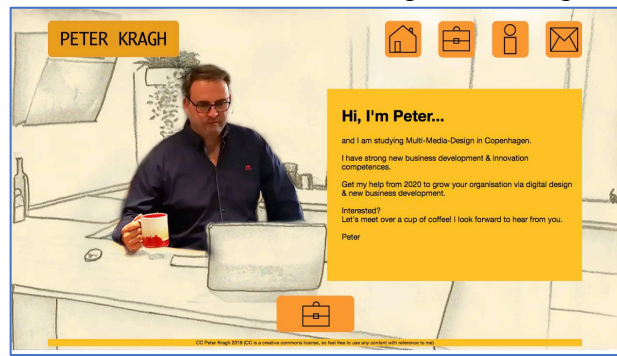 PETER KRAGH
Hi, I'm Peter...
and I am studying Multi-Media-Design in Copenhagen.
I have strong new business development & innovation
competences.
Get my help from 2020 to grow your organisation via digital design
& new business development.
Interested?
Let's meet over a cup of coffee! I look forward to hear from you.
Peter
CC Peter Kragh 2019 (CC is a creative commons license, so feel free to use any content with reference to me)